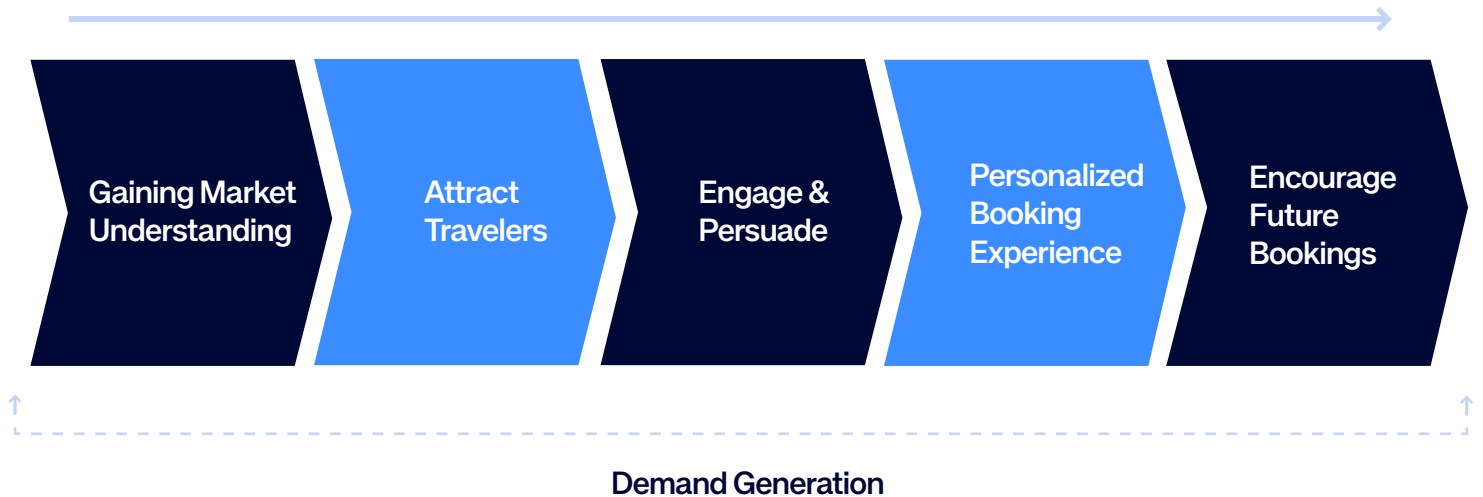 Gaining Market
Understanding
Attract
Travelers
Engage &
Persuade
Personalized
Booking
Experience
Encourage
Future
Bookings
Demand Generation